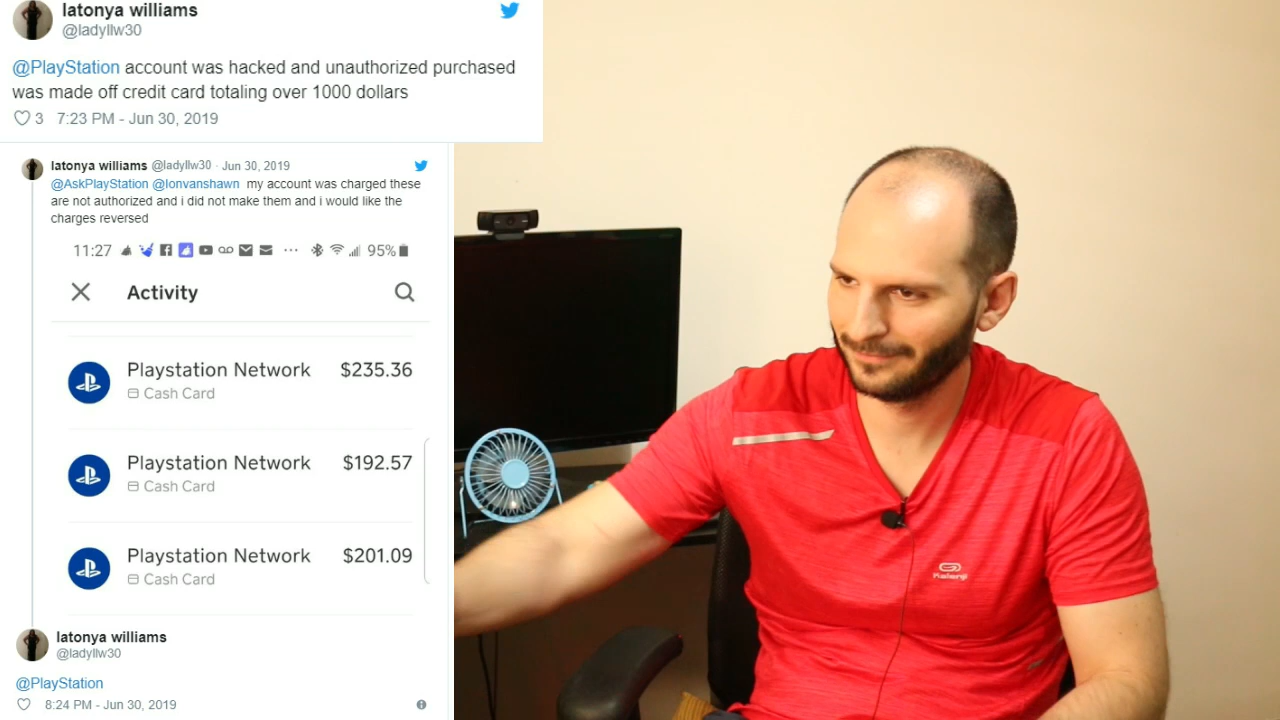 latonya williams
@ladyllw30
@PlayStation account was hacked and unauthorized purchased
was made off credit card totaling over 1000 dollars
3 7:23 PM - Jun 30, 2019
latonya williams @ladyllw30 · Jun 30, 2019
@AskPlayStation @lonvanshawn my account was charged these
are not authorized and i did not make them and i would like the
charges reversed
11:27 ... 95%
Activity
Playstation Network $235.36
Cash Card
Playstation Network $192.57
Cash Card
Playstation Network $201.09
Cash Card
latonya williams
@ladyllw30
@PlayStation
8:24 PM - Jun 30, 2019